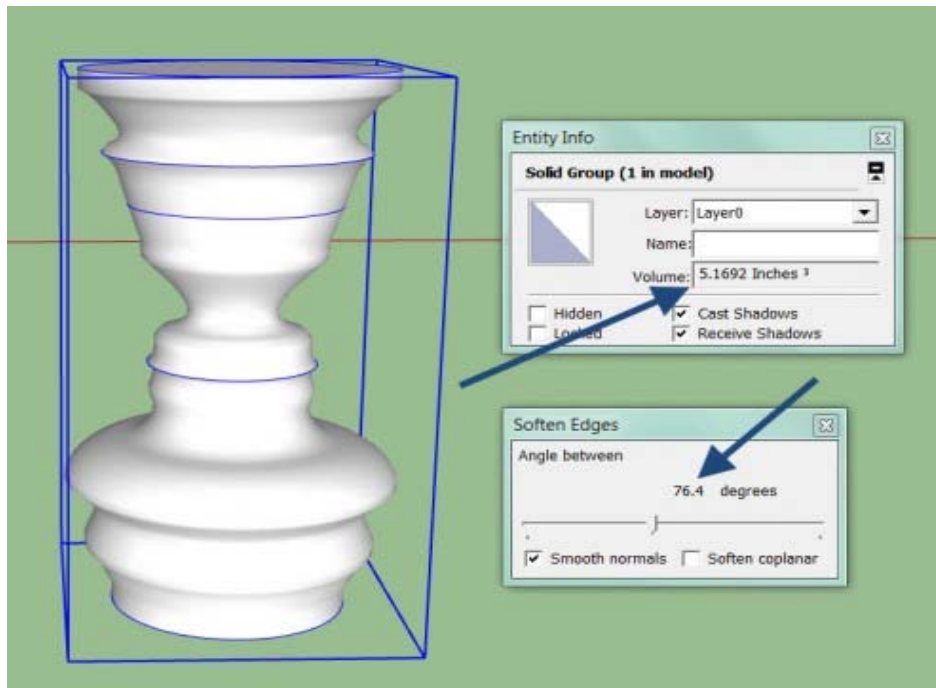 Entity Info
Solid Group (1 in model)
Layer: Layer0
Name:
Volume: 5.1692 Inches ³
Hidden Cast Shadows
Locked Receive Shadows
Soften Edges
Angle between
76.4 degrees
Smooth normals Soften coplanar